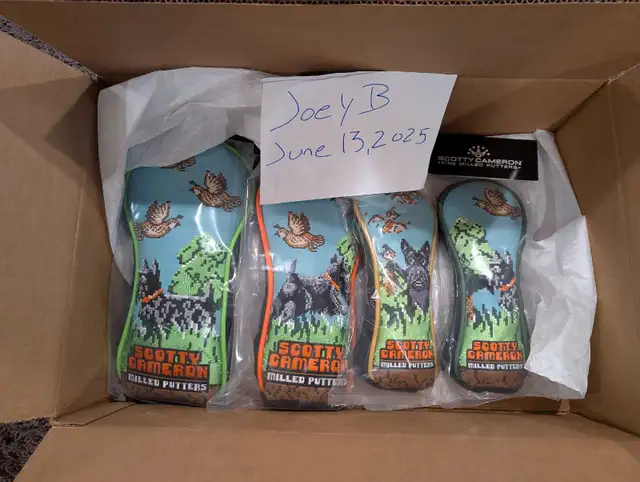 Joey B
June 13, 2025
SCOTTY CAMERON
FINE MILLED PUTTERS
SCOTTY
CAMERON
MILLED PUTTERS
SCOTTY
CAMERON
MILLED PUTTERS
SCOTTY
CAMERON
MILLED PUTTERS
SCOTTY
CAMERON
MILLED PUTTERS